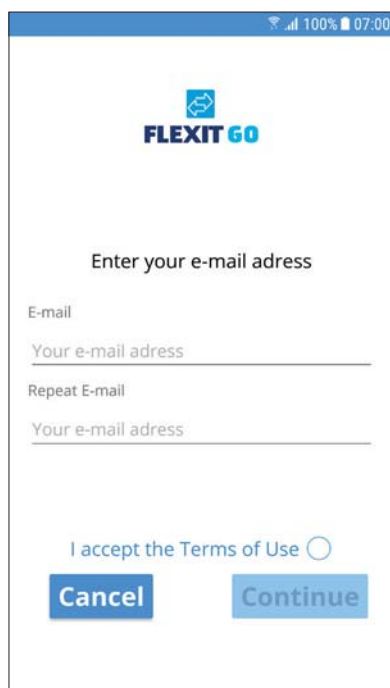 100% 07:00
FLEXIT GO
Enter your e-mail adress
E-mail
Your e-mail adress
Repeat E-mail
Your e-mail adress
I accept the Terms of Use
Cancel
Continue